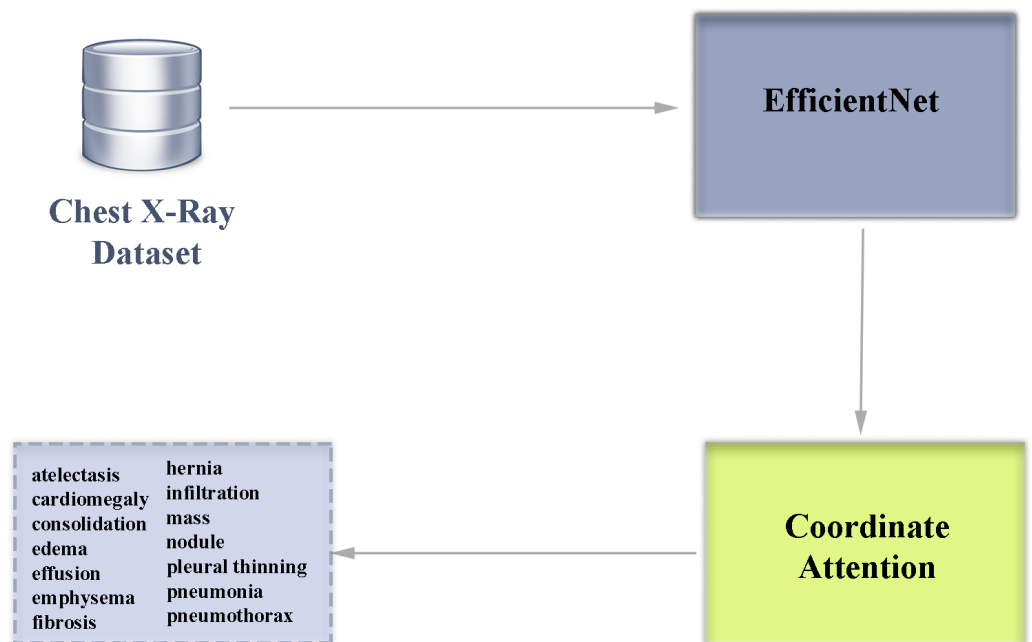 EfficientNet
Chest X-Ray
Dataset
atelectasis
cardiomegaly
consolidation
edema
effusion
emphysema
fibrosis
hernia
infiltration
mass
nodule
pleural thinning
pneumonia
pneumothorax
Coordinate
Attention